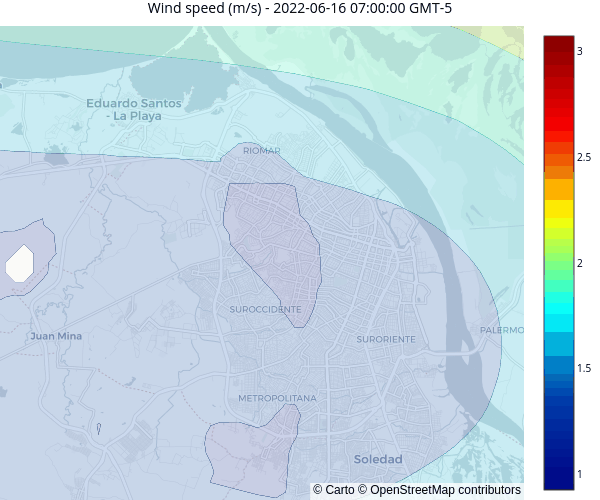 Wind speed (m/s) - 2022-06-16 07:00:00 GMT-5
3
Eduardo Santos
- La Playa
RIOMAR
2.5
2
SUROCCIDENTE
PALERMO
Juan Mina
SURORIENTE
1.5
METROPOLITANA
Soledad
1
© Carto © OpenStreetMap contributors